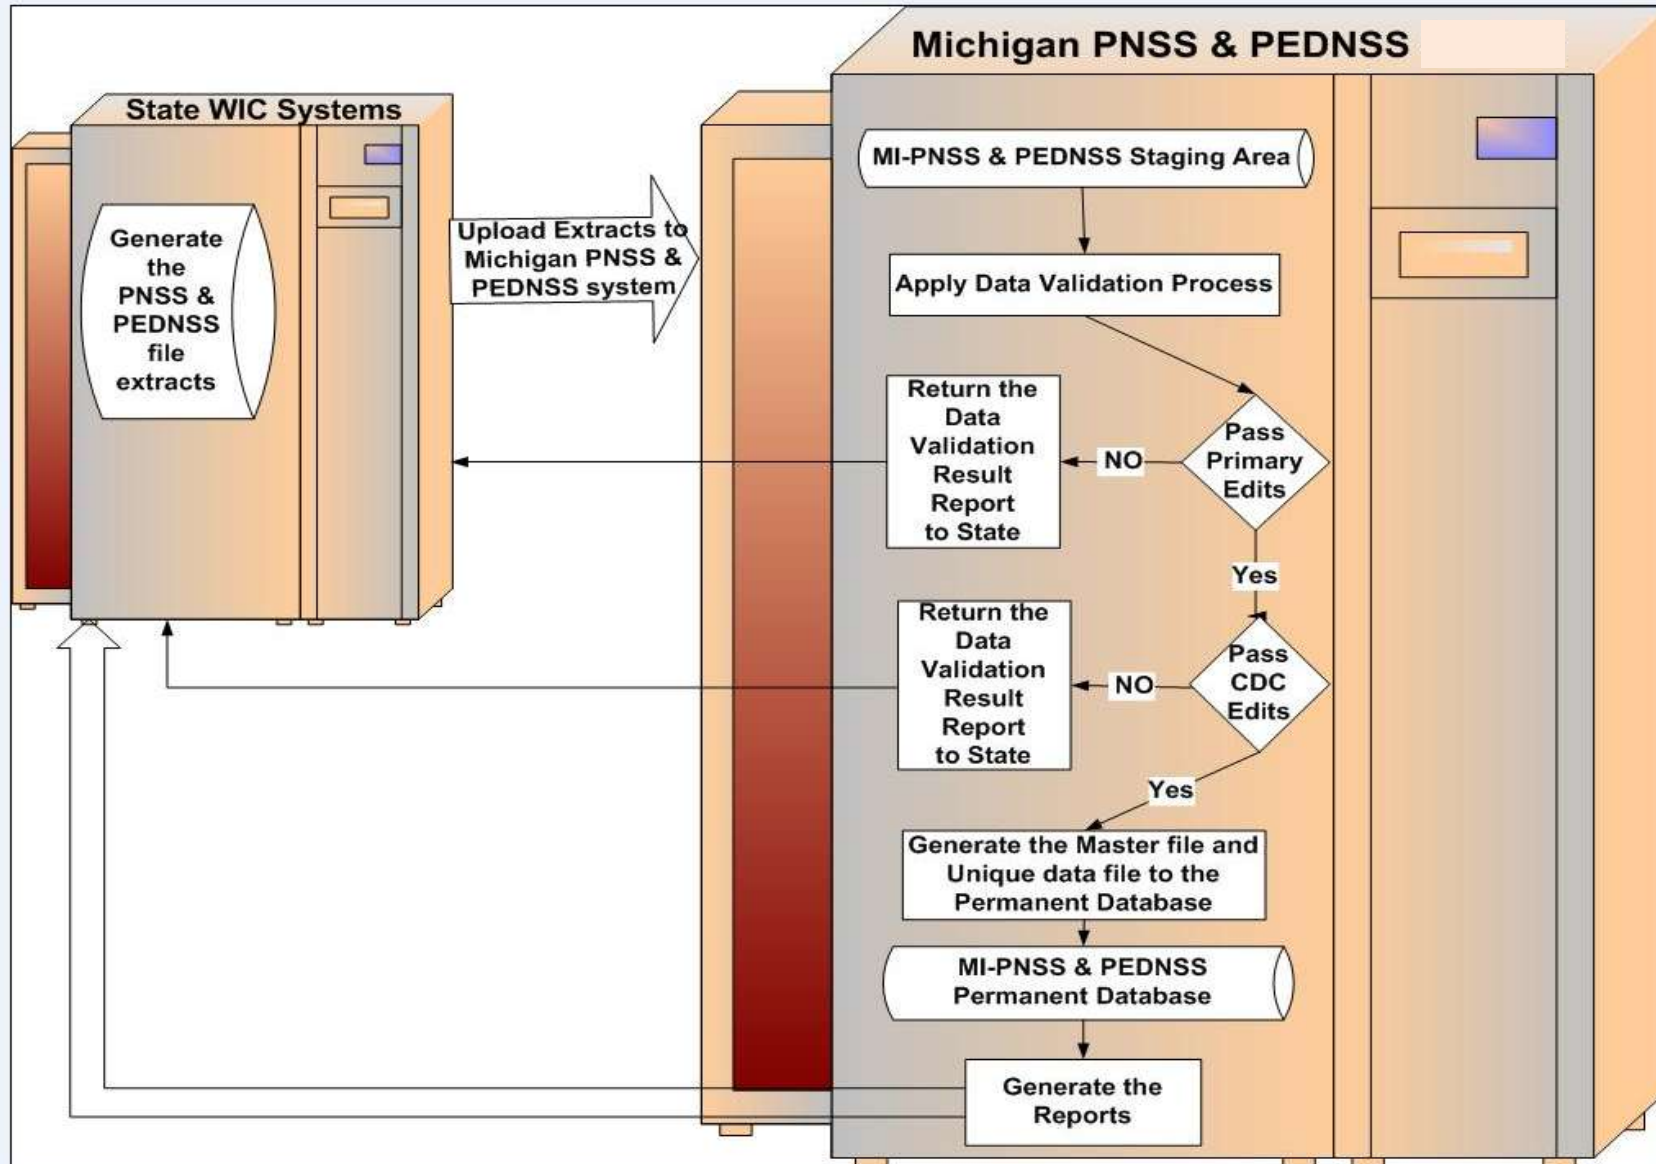 Michigan PNSS & PEDNSS
State WIC Systems
Generate
the
PNSS &
PEDNSS
file
extracts
Upload Extracts to
Michigan PNSS &
PEDNSS system
MI-PNSS & PEDNSS Staging Area
Apply Data Validation Process
Pass
Primary
Edits
NO
Return the
Data
Validation
Result
Report
to State
Yes
Pass
CDC
Edits
NO
Return the
Data
Validation
Result
Report
to State
Yes
Generate the Master file and
Unique data file to the
Permanent Database
MI-PNSS & PEDNSS
Permanent Database
Generate the
Reports